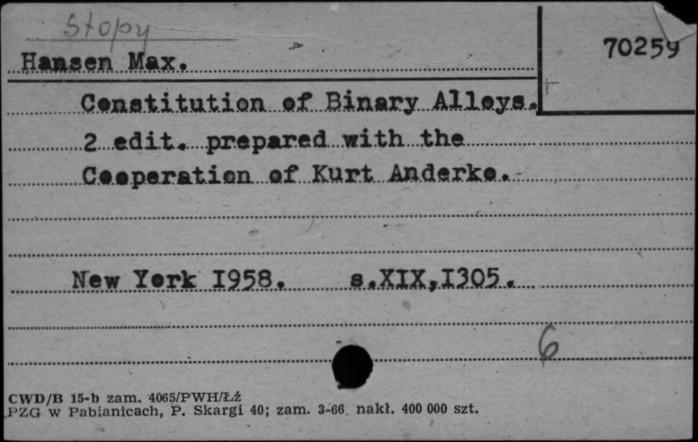 Stopy
70259
Hansen Max.
Constitution of Binary Alloys.
2 edit. prepared with the
Cooperation of Kurt Anderko.
New York I958. s.XIX,I305.
6
CWD/B 15-b zam. 4065/PWH/Łź
PZG w Pabianicach, P. Skargi 40; zam. 3-66 nakł. 400 000 szt.